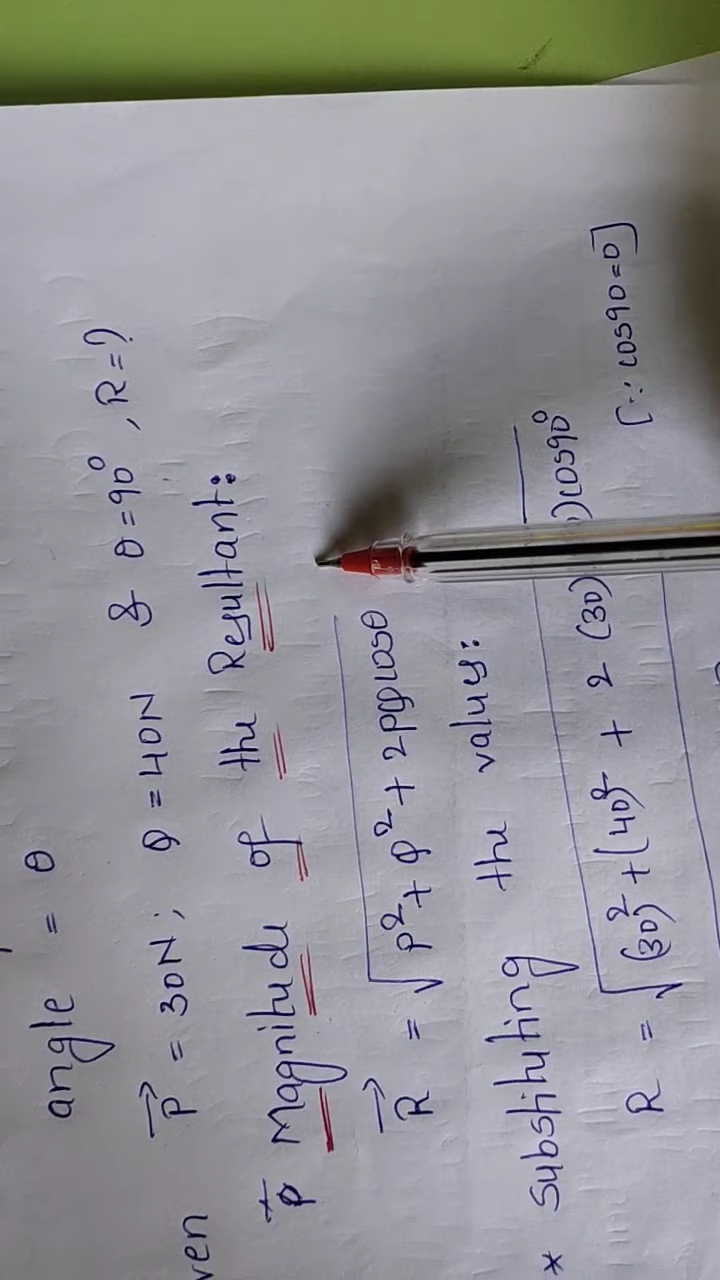 angle = θ
ven P⃗ = 30N; Q = 40N & θ=90°, R=?
Magnitude of the Resultant:
R⃗ = √P²+Q²+2PQcosθ
* Substituting the values:
R = √(30)²+(40)² + 2 (30) )cos90°
[∵ cos90=0]